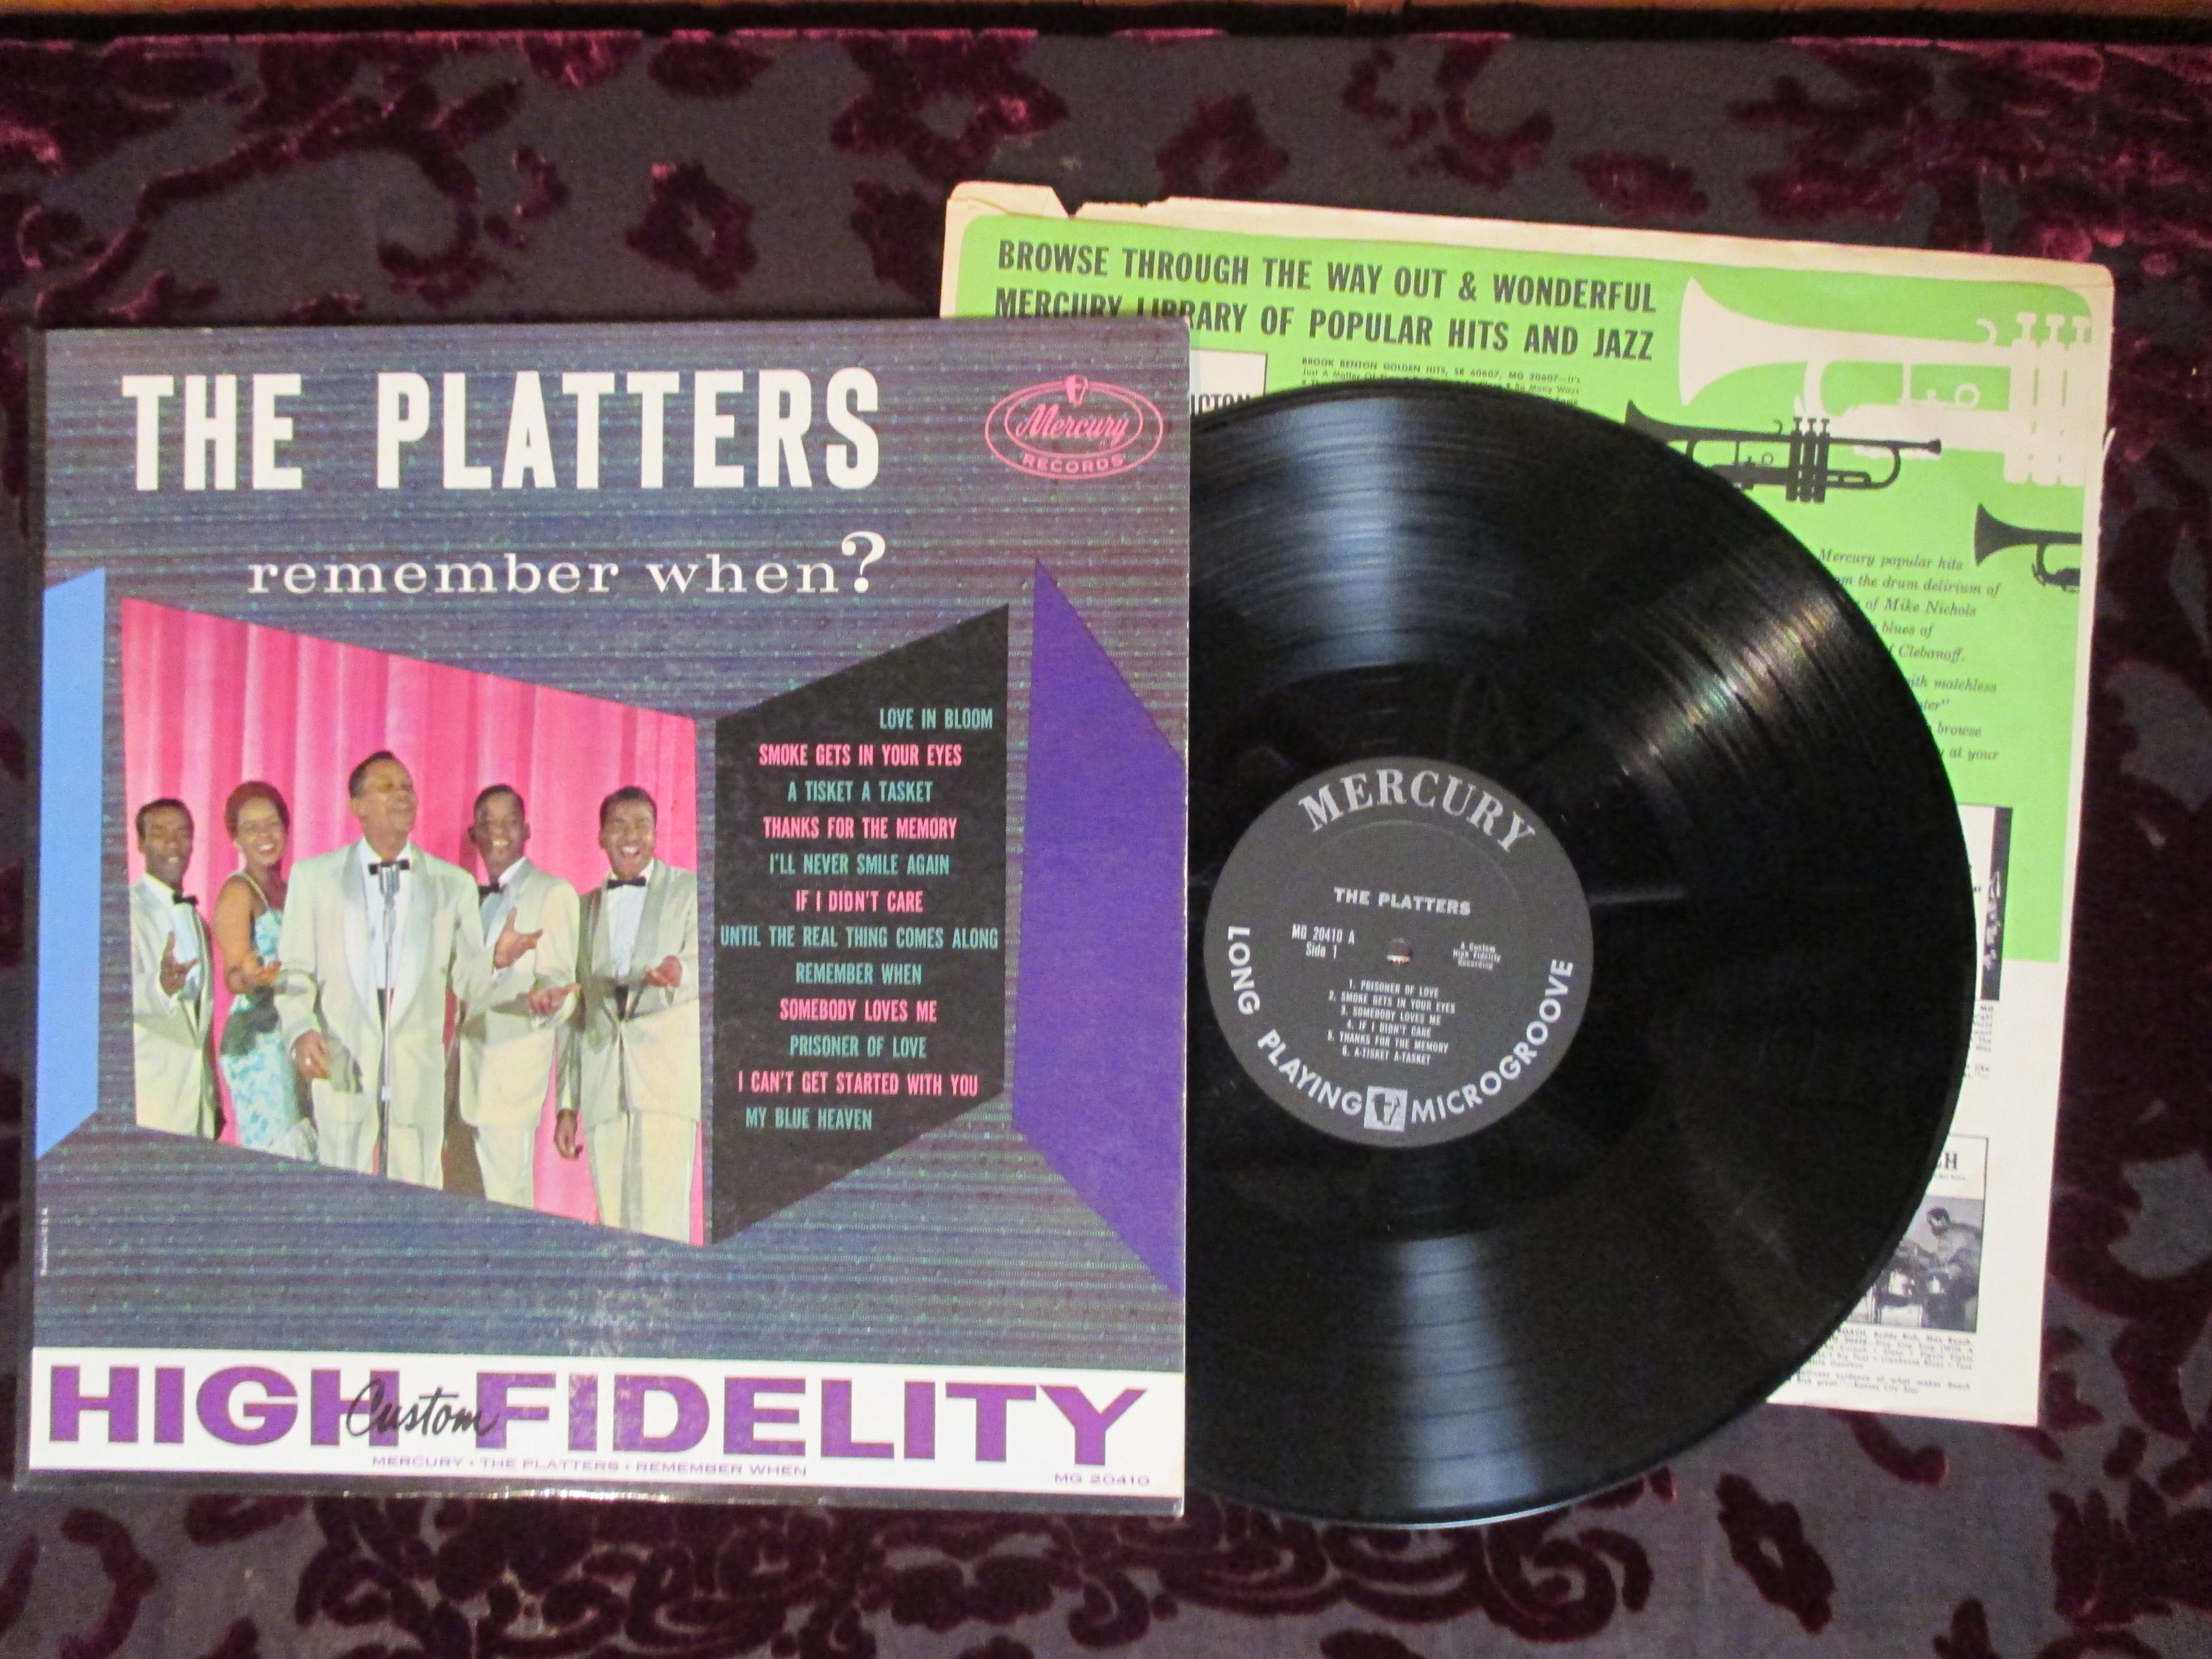 THE PLATTERS
Mercury
RECORDS
remember when?
LOVE IN BLOOM
SMOKE GETS IN YOUR EYES
A TISKET A TASKET
THANKS FOR THE MEMORY
I'LL NEVER SMILE AGAIN
IF I DIDN'T CARE
UNTIL THE REAL THING COMES ALONG
REMEMBER WHEN
SOMEBODY LOVES ME
PRISONER OF LOVE
I CAN'T GET STARTED WITH YOU
MY BLUE HEAVEN
HIGH Custom FIDELITY
MERCURY • THE PLATTERS • REMEMBER WHEN
MG 20410
BROWSE THROUGH THE WAY OUT & WONDERFUL
MERCURY LIBRARY OF POPULAR HITS AND JAZZ
BROOK BENTON GOLDEN HITS, SR 60607, MG 20607—It's
Just A Matter Of
So Many Ways
Mercury popular hits
the drum delirium of
of Mike Nichols
blues of
Clebanoff.
matchless
browse
at your
MERCURY
THE PLATTERS
MG 20410 A
Side 1
A Custom
High Fidelity
Recording
1. PRISONER OF LOVE
2. SMOKE GETS IN YOUR EYES
3. SOMEBODY LOVES ME
4. IF I DIDN'T CARE
5. THANKS FOR THE MEMORY
6. A-TISKET A-TASKET
LONG PLAYING MICROGROOVE